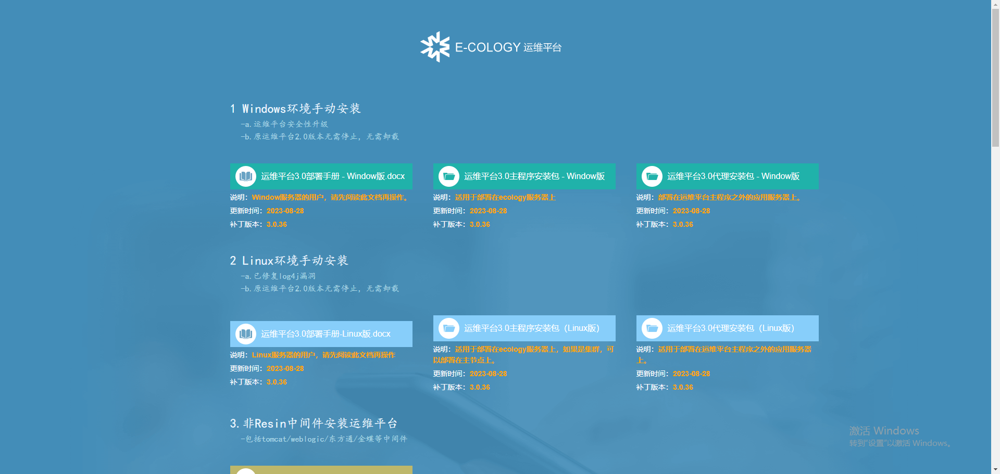 E-COLOGY 运维平台
1 Windows环境手动安装
-a.运维平台安全性升级
-b.原运维平台2.0版本无需停止，无需卸载
运维平台3.0部署手册 - Window版.docx
说明：Window服务器的用户，请先阅读此文档再操作。
更新时间：2023-08-28
补丁版本：3.0.36
运维平台3.0主程序安装包 - Window版
说明：适用于部署在ecology服务器上
更新时间：2023-08-28
补丁版本：3.0.36
运维平台3.0代理安装包 - Window版
说明：部署在运维平台主程序之外的应用服务器上。
更新时间：2023-08-28
补丁版本：3.0.36
2 Linux环境手动安装
-a.已修复log4j漏洞
-b.原运维平台2.0版本无需停止，无需卸载
运维平台3.0部署手册-Linux版.docx
说明：Linux服务器的用户，请先阅读此文档再操作
更新时间：2023-08-28
补丁版本：3.0.36
运维平台3.0主程序安装包（Linux版）
说明：适用于部署在ecology服务器上，如果是集群，可
以部署在主节点上。
更新时间：2023-08-28
补丁版本：3.0.36
运维平台3.0代理安装包（Linux版）
说明：适用于部署在运维平台主程序之外的应用服务器
上。
更新时间：2023-08-28
补丁版本：3.0.36
3.非Resin中间件安装运维平台
-包括tomcat/weblogic/东方通/金蝶等中间件
激活 Windows
转到"设置"以激活 Windows。